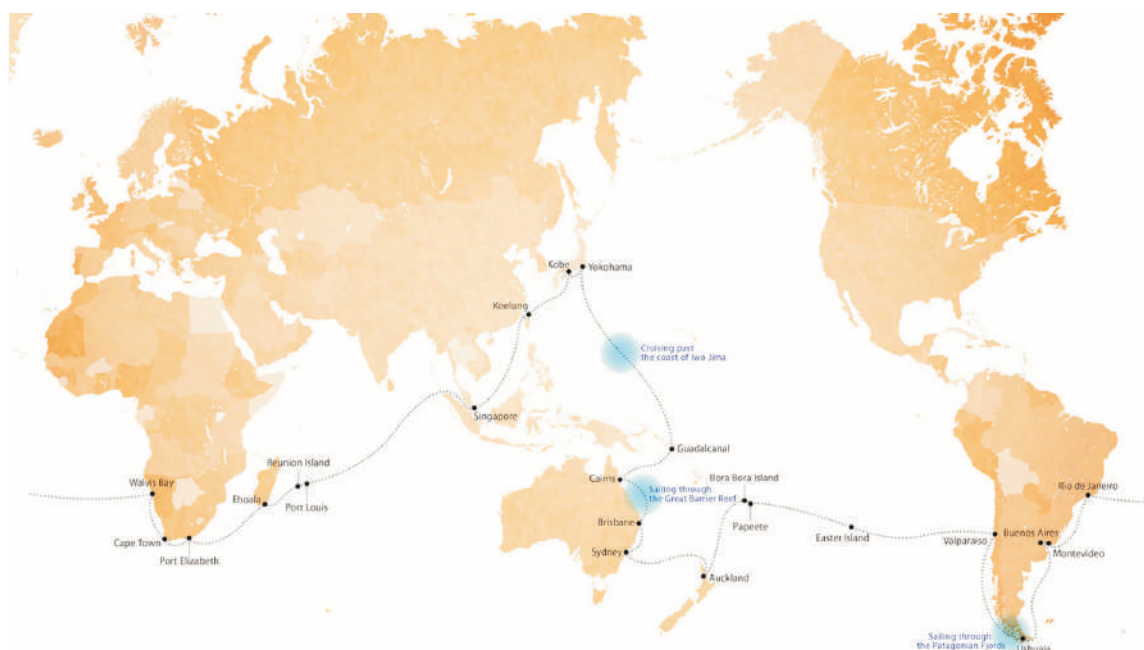 Kobe
Yokohama
Keelung
Cruising past
the coast of Iwo Jima
Singapore
Guadalcanal
Reunion Island
Walvis Bay
Ehoala
Port Louis
Cairns
Sailing through
the Great Barrier Reef
Bora Bora Island
Rio de Janeiro
Papeete
Brisbane
Easter Island
Valparaiso
Buenos Aires
Cape Town
Port Elizabeth
Sydney
Montevideo
Auckland
Sailing through
the Patagonian Fjords
Ushuaia